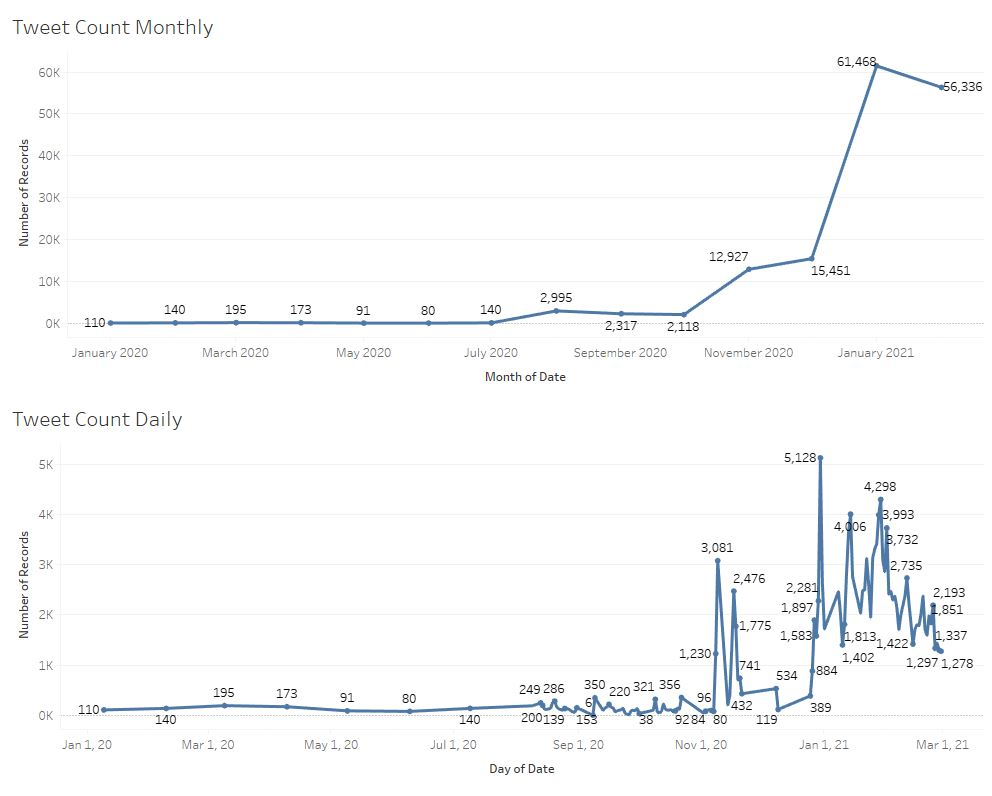 Tweet Count Monthly
61,468
60K
56,336
50K
40K
Number of Records
30K
20K
12,927
15,451
10K
2,995
140 195 173 91 80 140
110
0K
2,317 2,118
January 2020 March 2020 May 2020 July 2020 September 2020 November 2020 January 2021
Month of Date
Tweet Count Daily
5,128
5K
4,298
4K
4,006
3,993
3,732
3,081
3K
2,735
2,476
2,281
2,193
Number of Records
2K
1,897
1,851
1,775
1,583
1,813
1,422
1,337
1,230
1,402
1,297
1,278
1K
741
884
534
432
389
195 173 91 80
249 286 350 220 321 356 96
6
110
0K
140 140 200 139 153 38 92 84 80 119
Jan 1, 20 Mar 1, 20 May 1, 20 Jul 1, 20 Sep 1, 20 Nov 1, 20 Jan 1, 21 Mar 1, 21
Day of Date